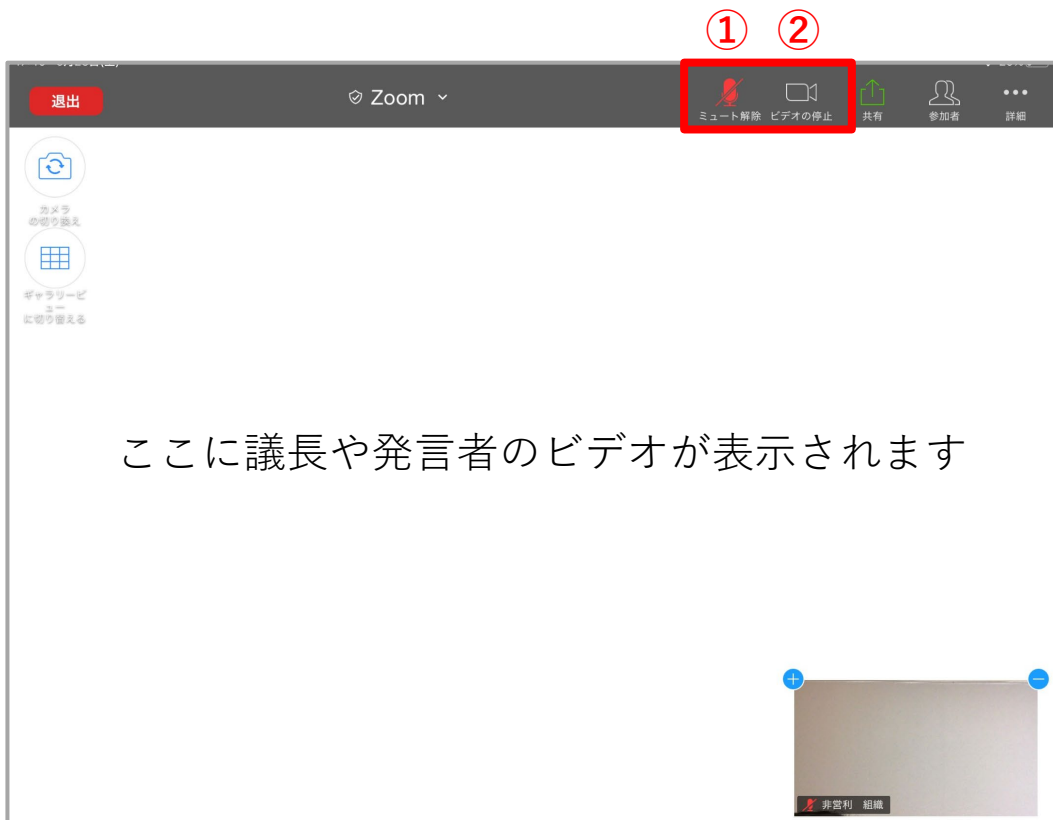 ① ②
退出
Zoom
ミュート解除
ビデオの停止
共有
参加者
詳細
カメラ
の切り換え
ギャラリービ
ュー
に切り替える
ここに議長や発言者のビデオが表示されます
非営利 組織